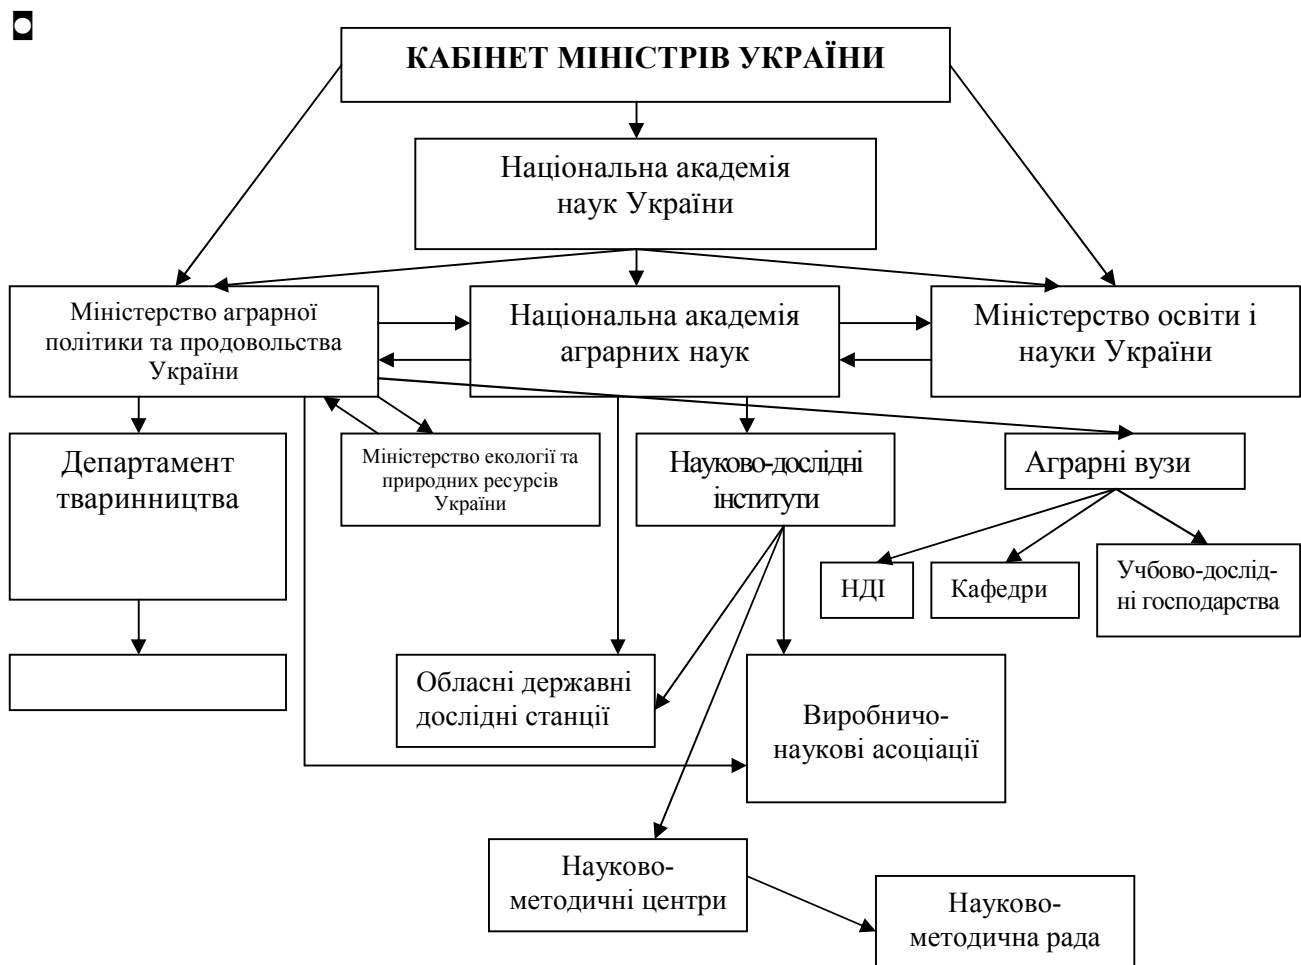 КАБІНЕТ МІНІСТРІВ УКРАЇНИ
Національна академія
наук України
Міністерство аграрної
політики та продовольства
України
Національна академія
аграрних наук
Міністерство освіти і
науки України
Департамент
тваринництва
Міністерство екології та
природних ресурсів
України
Науково-дослідні
інститути
Аграрні вузи
НДІ
Кафедри
Учбово-дослід-
ні господарства
Обласні державні
дослідні станції
Виробничо-
наукові асоціації
Науково-
методичні центри
Науково-
методична рада